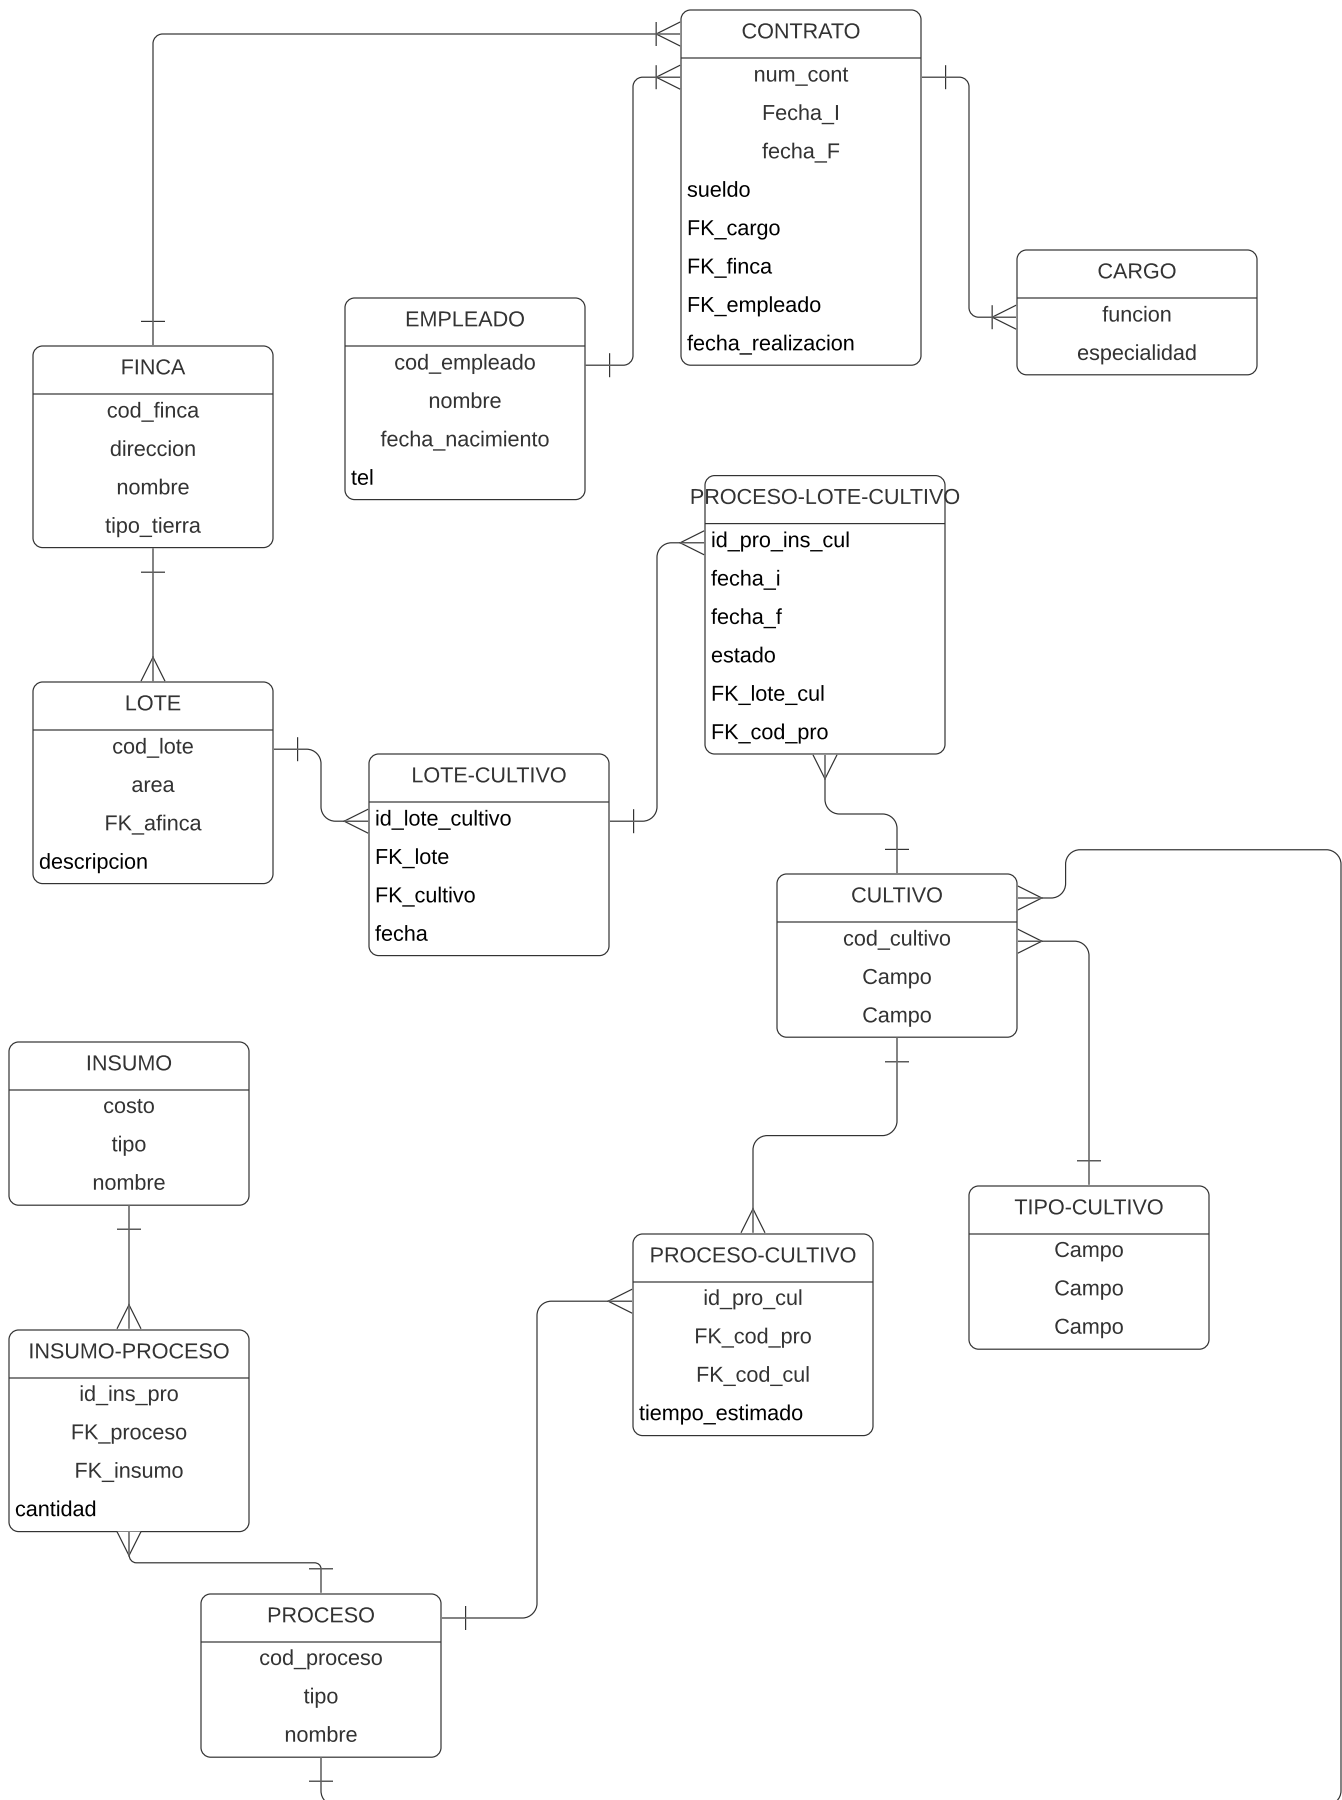 CONTRATO
num_cont
Fecha_I
fecha_F
sueldo
FK_cargo
FK_finca
FK_empleado
fecha_realizacion
CARGO
funcion
especialidad
EMPLEADO
cod_empleado
nombre
fecha_nacimiento
tel
FINCA
cod_finca
direccion
nombre
tipo_tierra
PROCESO-LOTE-CULTIVO
id_pro_ins_cul
fecha_i
fecha_f
estado
FK_lote_cul
FK_cod_pro
LOTE
cod_lote
area
FK_afinca
descripcion
LOTE-CULTIVO
id_lote_cultivo
FK_lote
FK_cultivo
fecha
CULTIVO
cod_cultivo
Campo
Campo
INSUMO
costo
tipo
nombre
TIPO-CULTIVO
Campo
Campo
Campo
PROCESO-CULTIVO
id_pro_cul
FK_cod_pro
FK_cod_cul
tiempo_estimado
INSUMO-PROCESO
id_ins_pro
FK_proceso
FK_insumo
cantidad
PROCESO
cod_proceso
tipo
nombre